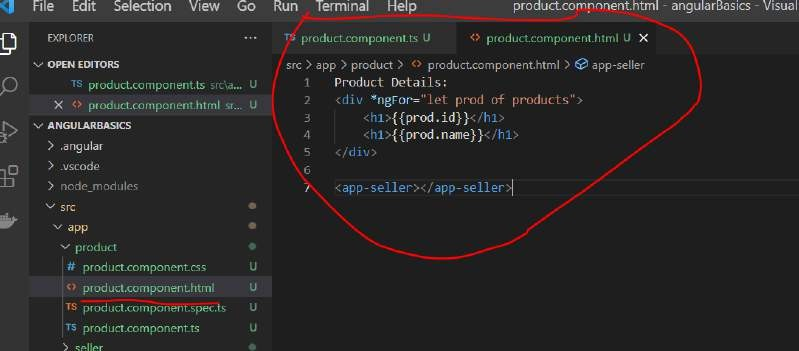 File Edit Selection View Go Run Terminal Help product.component.html - angularBasics - Visual
EXPLORER
OPEN EDITORS
TS product.component.ts src\a... U
<> product.component.html sr... U
ANGULARBASICS
.angular
.vscode
node_modules
src
app
product
# product.component.css U
<> product.component.html U
TS product.component.spec.ts U
TS product.component.ts U
seller
TS product.component.ts U
<> product.component.html U
src > app > product > <> product.component.html > app-seller
1 Product Details:
2 <div *ngFor="let prod of products">
3 <h1>{{prod.id}}</h1>
4 <h1>{{prod.name}}</h1>
5 </div>
6
7 <app-seller></app-seller>